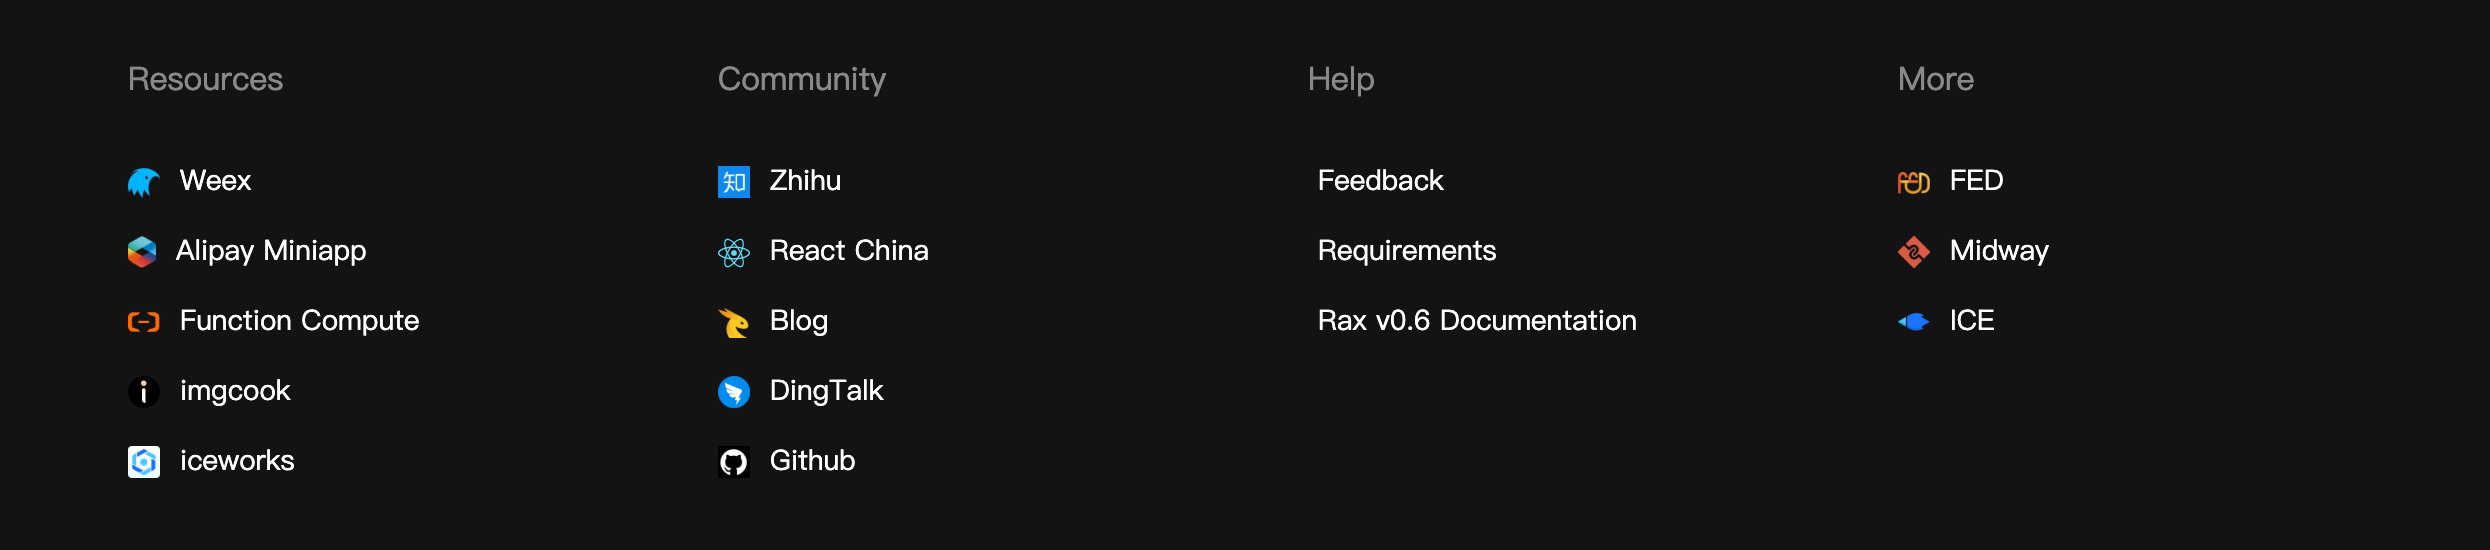 Resources
Weex
Alipay Miniapp
Function Compute
imgcook
iceworks
Community
知 Zhihu
React China
Blog
DingTalk
Github
Help
Feedback
Requirements
Rax v0.6 Documentation
More
FED FED
Midway
ICE